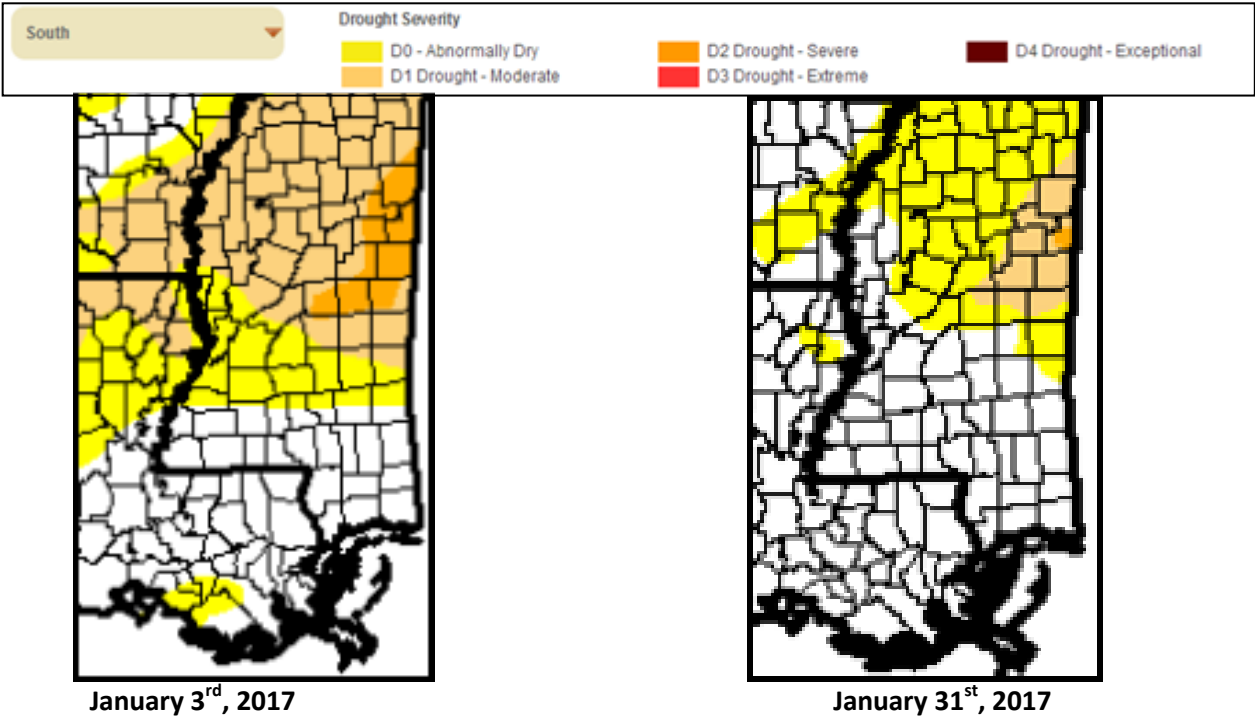 South
Drought Severity
D0 - Abnormally Dry
D1 Drought - Moderate
D2 Drought - Severe
D3 Drought - Extreme
D4 Drought - Exceptional
January 3rd, 2017
January 31st, 2017